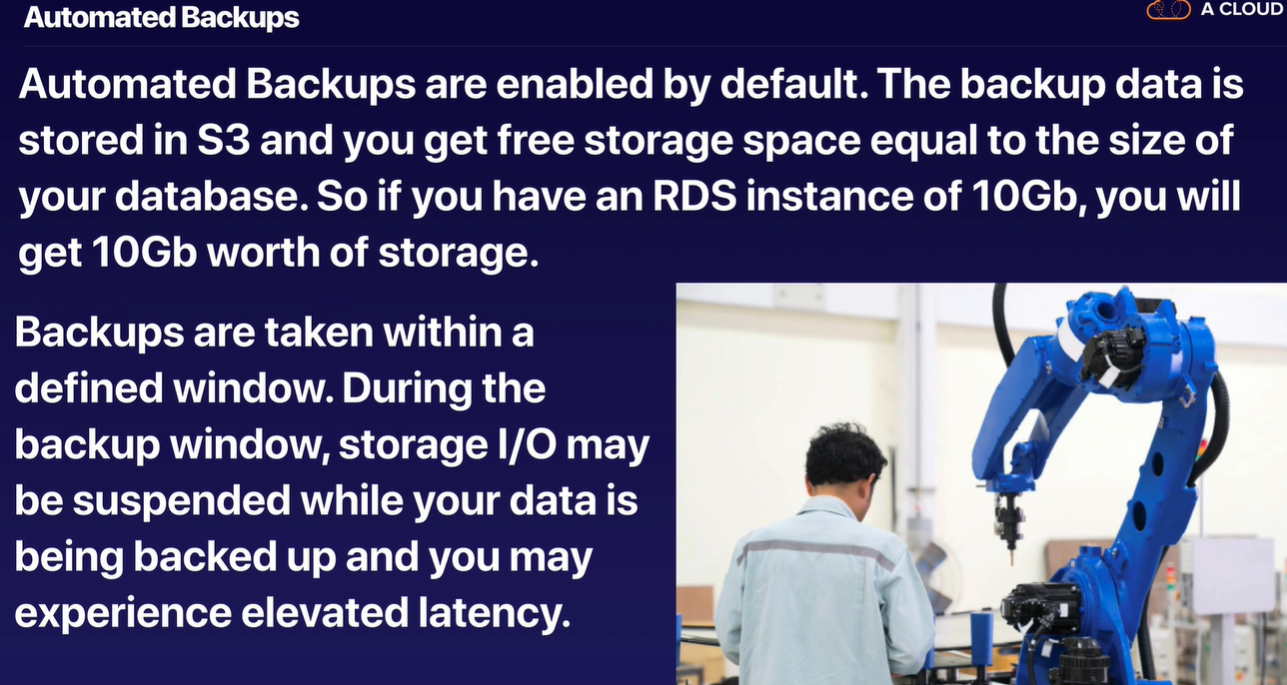 Automated Backups
A CLOUD
Automated Backups are enabled by default. The backup data is
stored in S3 and you get free storage space equal to the size of
your database. So if you have an RDS instance of 10Gb, you will
get 10Gb worth of storage.
Backups are taken within a
defined window. During the
backup window, storage I/O may
be suspended while your data is
being backed up and you may
experience elevated latency.